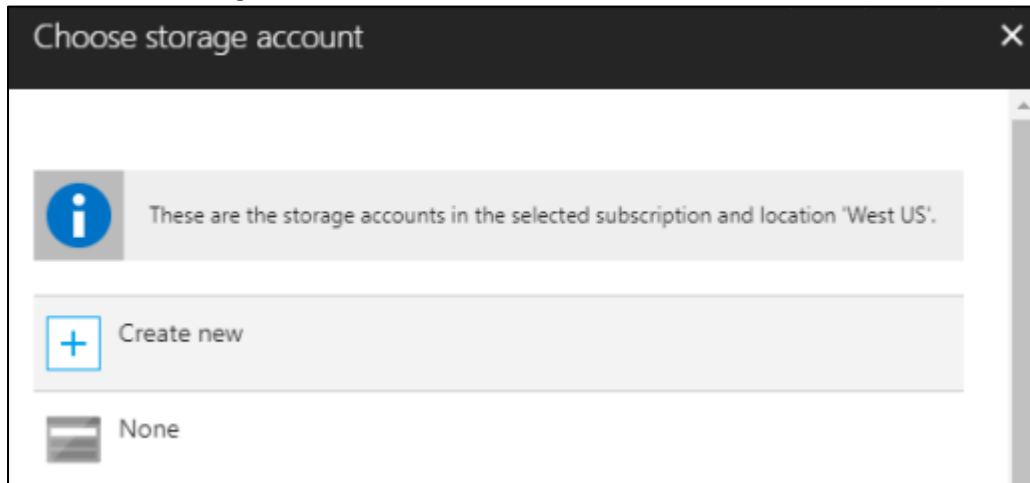 Choose storage account
These are the storage accounts in the selected subscription and location 'West US'.
Create new
None